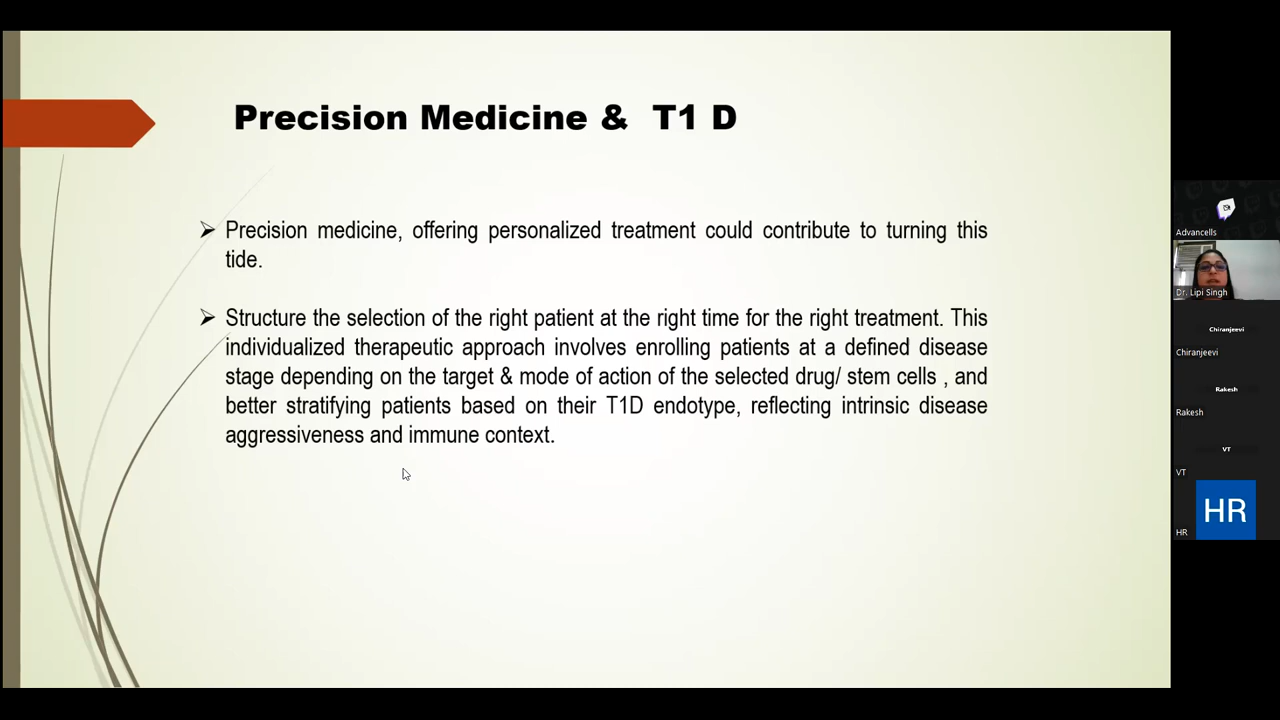 Precision Medicine & T1 D
Precision medicine, offering personalized treatment could contribute to turning this
tide.
Structure the selection of the right patient at the right time for the right treatment. This
individualized therapeutic approach involves enrolling patients at a defined disease
stage depending on the target & mode of action of the selected drug/ stem cells , and
better stratifying patients based on their T1D endotype, reflecting intrinsic disease
aggressiveness and immune context.
Advancells
Dr. Lipi Singh
Chiranjeevi
Chiranjeevi
Rakesh
Rakesh
VT
VT
HR
HR